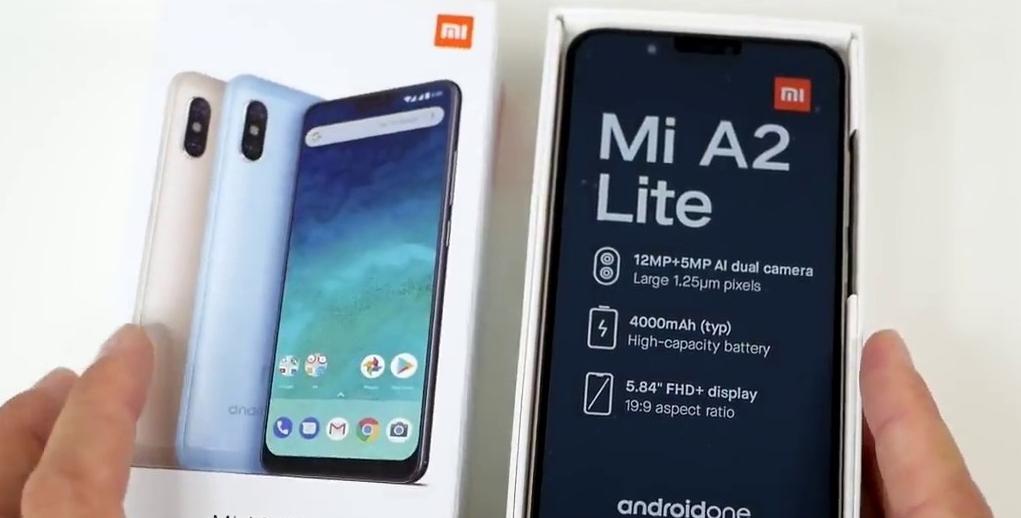 mi
mi
Mi A2
Lite
12MP+5MP AI dual camera
Large 1.25μm pixels
4000mAh (typ)
High-capacity battery
5.84" FHD+ display
19:9 aspect ratio
androidone